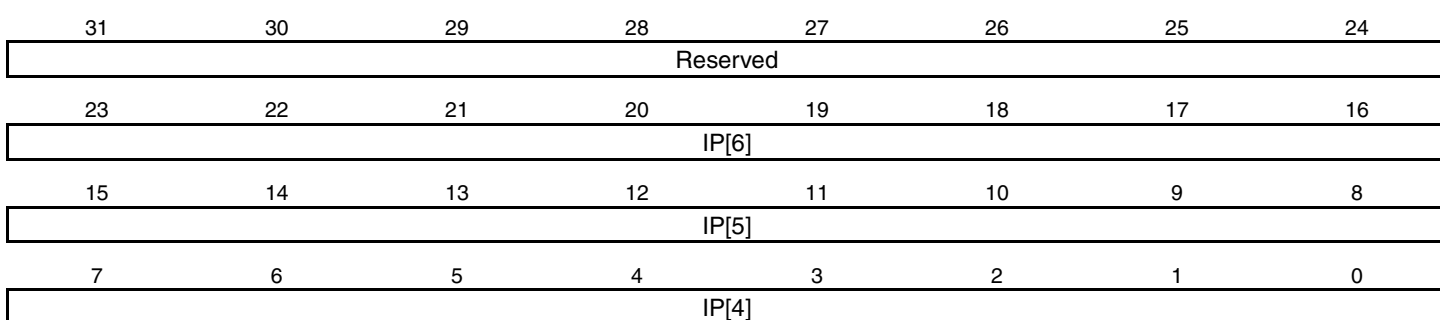 31 30 29 28 27 26 25 24
Reserved
23 22 21 20 19 18 17 16
IP[6]
15 14 13 12 11 10 9 8
IP[5]
7 6 5 4 3 2 1 0
IP[4]